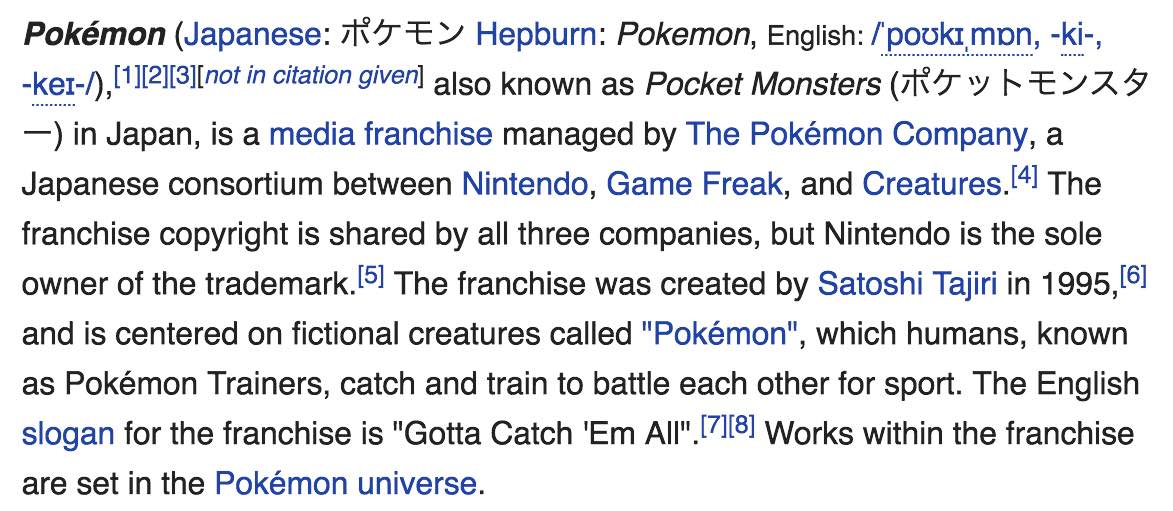 Pokémon (Japanese: ポケモン Hepburn: Pokemon, English: /ˈpoʊkɪˌmɒn, -ki-,
-keɪ-/),[1][2][3][not in citation given] also known as Pocket Monsters (ポケットモンスタ
ー) in Japan, is a media franchise managed by The Pokémon Company, a
Japanese consortium between Nintendo, Game Freak, and Creatures.[4] The
franchise copyright is shared by all three companies, but Nintendo is the sole
owner of the trademark.[5] The franchise was created by Satoshi Tajiri in 1995,[6]
and is centered on fictional creatures called "Pokémon", which humans, known
as Pokémon Trainers, catch and train to battle each other for sport. The English
slogan for the franchise is "Gotta Catch 'Em All".[7][8] Works within the franchise
are set in the Pokémon universe.